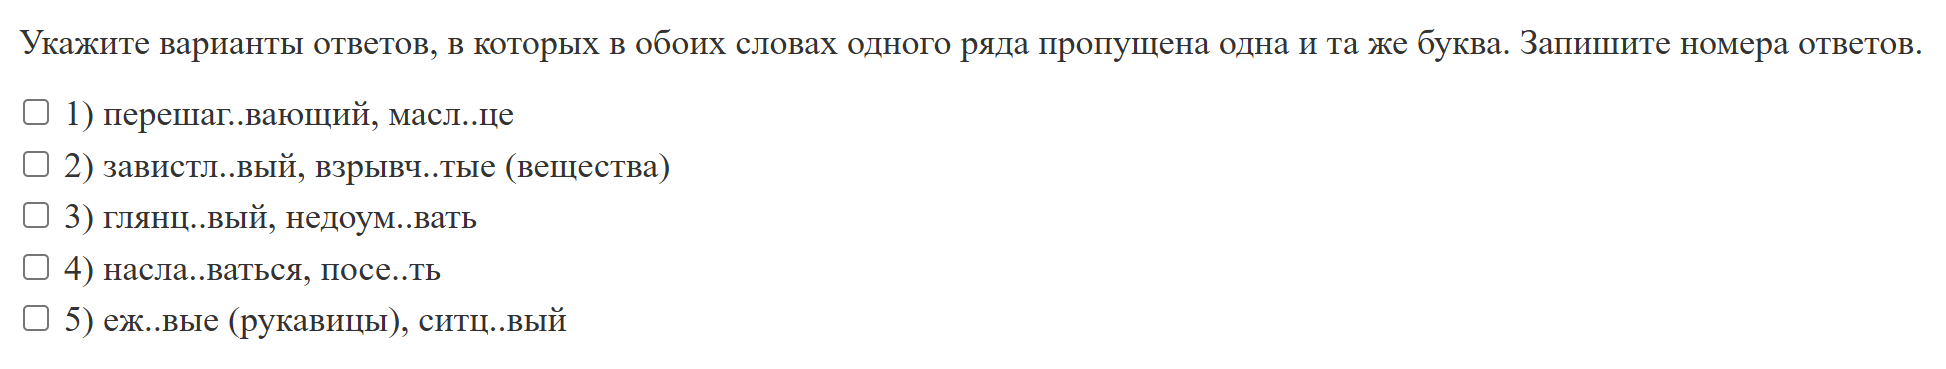 Укажите варианты ответов, в которых в обоих словах одного ряда пропущена одна и та же буква. Запишите номера ответов.
1) перешаг..вающий, масл..це
2) завистл..вый, взрывч..тые (вещества)
3) глянц..вый, недоум..вать
4) насла..ваться, посе..ть
5) еж..вые (рукавицы), ситц..вый